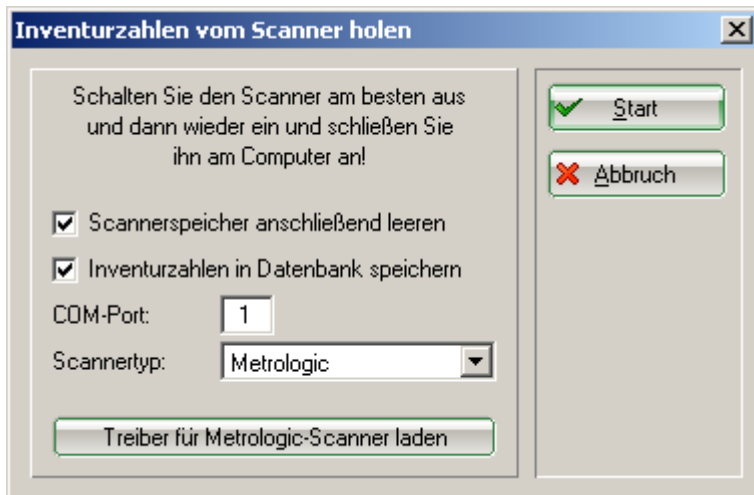 Inventurzahlen vom Scanner holen
Schalten Sie den Scanner am besten aus
und dann wieder ein und schließen Sie
ihn am Computer an!
Scannerspeicher anschließend leeren
Inventurzahlen in Datenbank speichern
COM-Port: 1
Scannertyp: Metrologic
Treiber für Metrologic-Scanner laden
Start
Abbruch